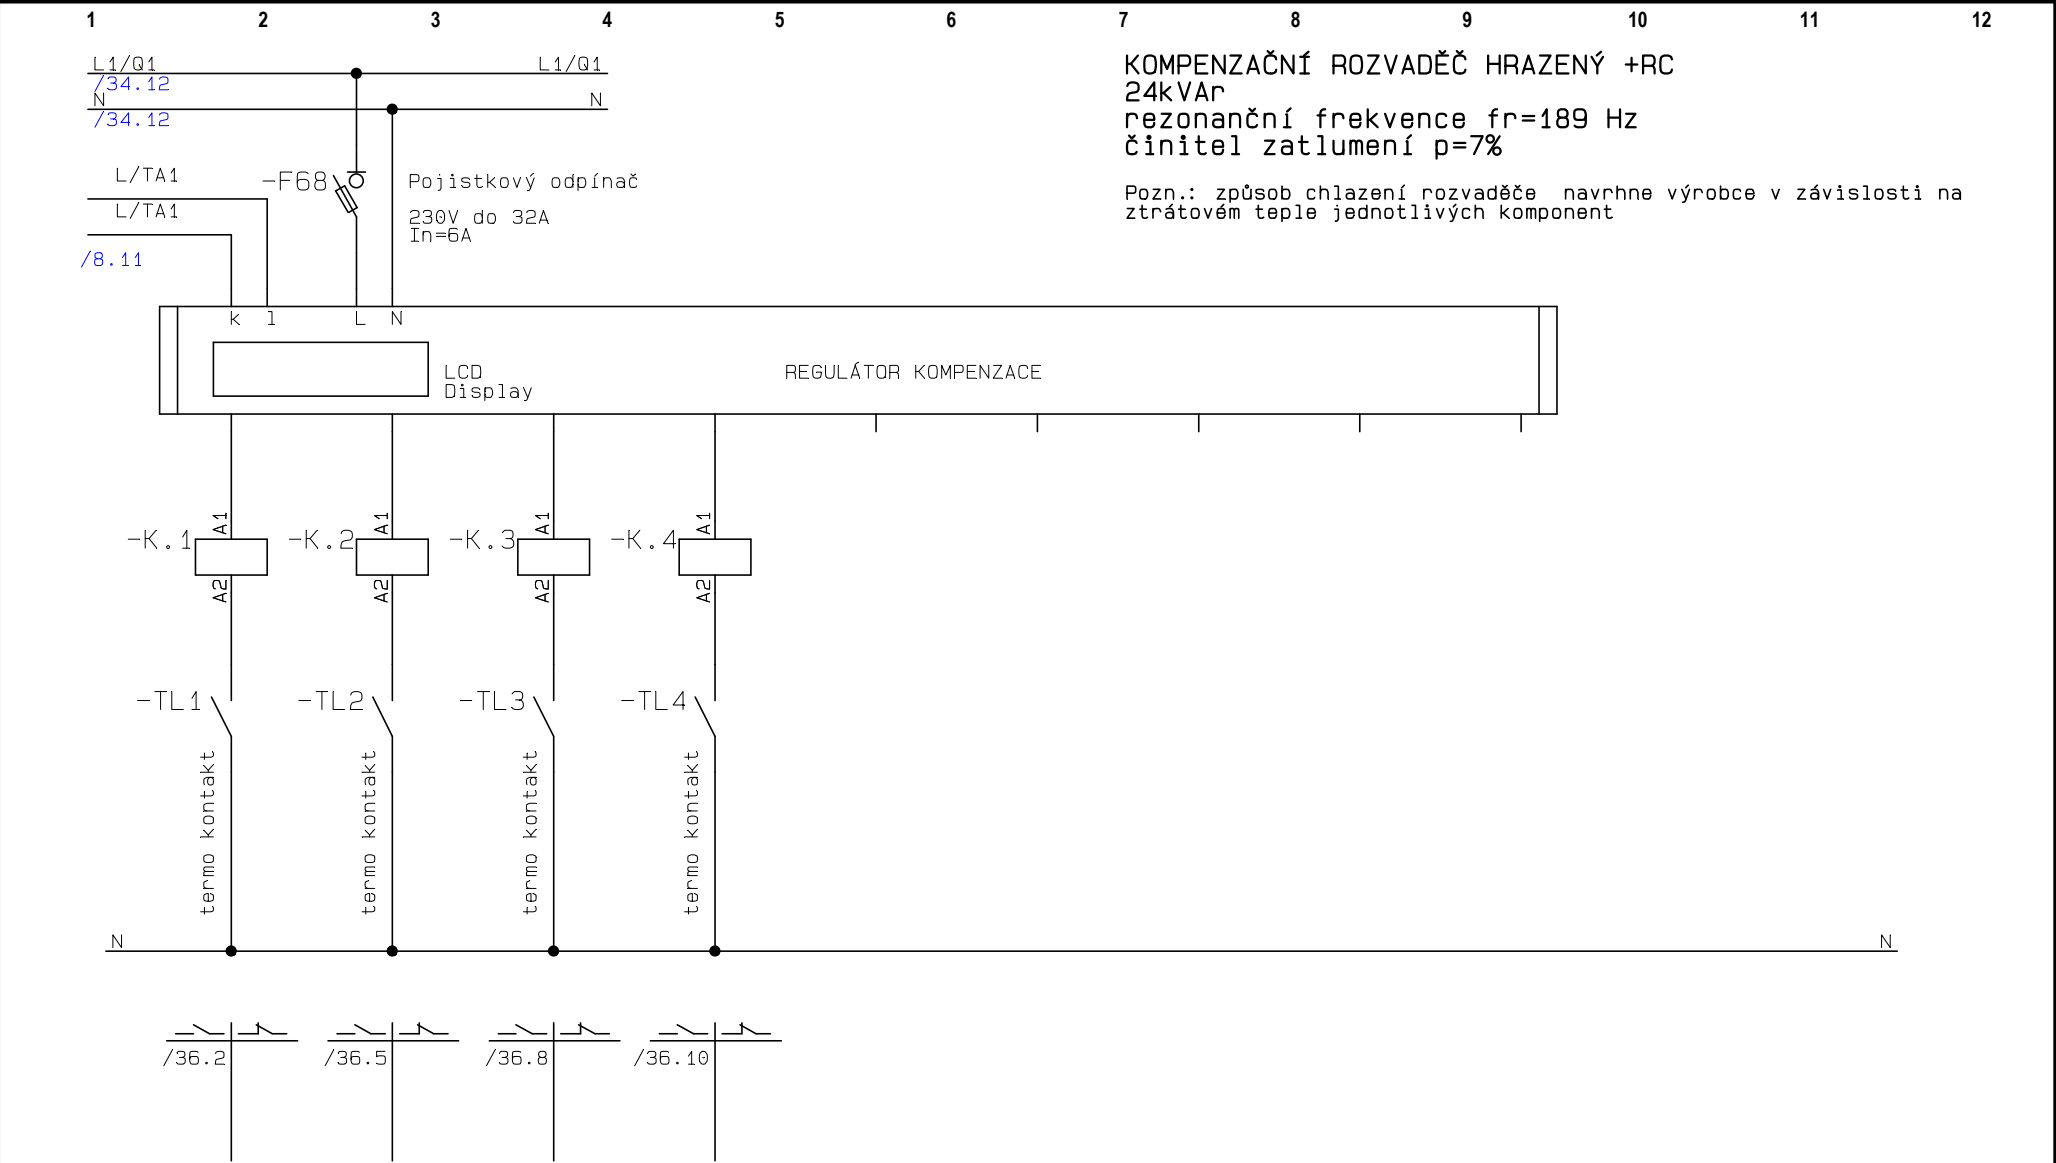 1 2 3 4 5 6 7 8 9 10 11 12
L1/Q1 L1/Q1
/34.12
N N
/34.12
KOMPENZAČNÍ ROZVADĚČ HRAZENÝ +RC
24kVAr
rezonanční frekvence fr=189 Hz
činitel zatlumení p=7%
Pozn.: způsob chlazení rozvaděče navrhne výrobce v závislosti na
ztrátovém teple jednotlivých komponent
L/TA1
L/TA1
/8.11
-F68
Pojistkový odpínač
230V do 32A
In=6A
k l L N
LCD
Display
REGULÁTOR KOMPENZACE
-K.1 A1 A2
-K.2 A1 A2
-K.3 A1 A2
-K.4 A1 A2
-TL1 -TL2 -TL3 -TL4
termo kontakt
termo kontakt
termo kontakt
termo kontakt
N N
/36.2 /36.5 /36.8 /36.10